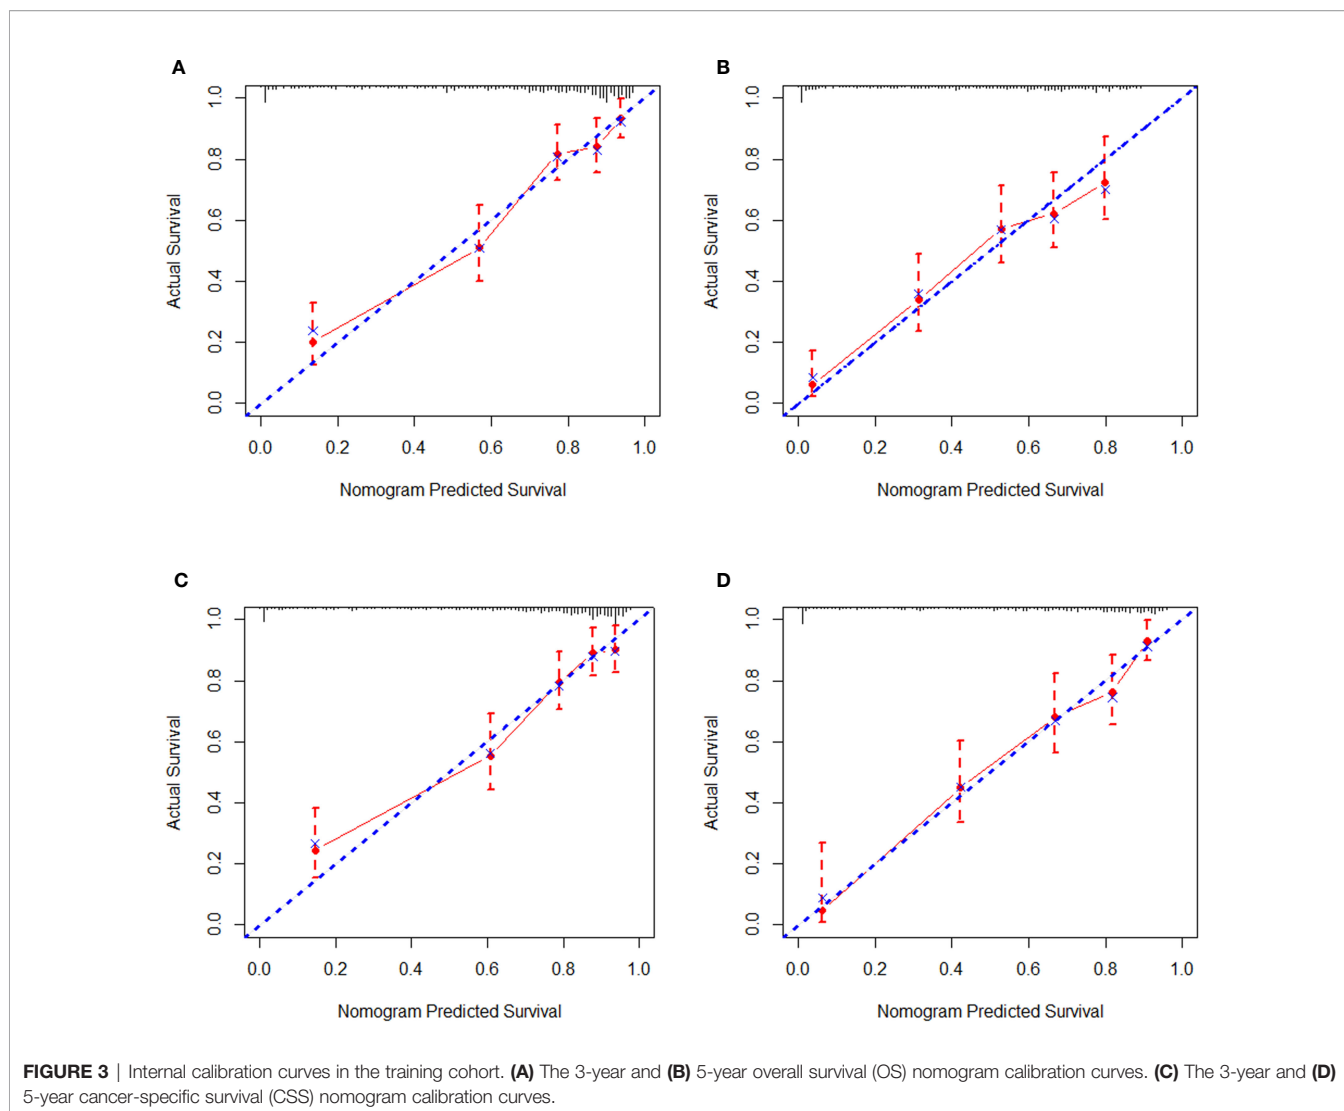 A
B
1.0
0.8
0.6
0.4
0.2
0.0
Actual Survival
0.0 0.2 0.4 0.6 0.8 1.0
Nomogram Predicted Survival
1.0
0.8
0.6
0.4
0.2
0.0
Actual Survival
0.0 0.2 0.4 0.6 0.8 1.0
Nomogram Predicted Survival
C
D
1.0
0.8
0.6
0.4
0.2
0.0
Actual Survival
0.0 0.2 0.4 0.6 0.8 1.0
Nomogram Predicted Survival
1.0
0.8
0.6
0.4
0.2
0.0
Actual Survival
0.0 0.2 0.4 0.6 0.8 1.0
Nomogram Predicted Survival
FIGURE 3 | Internal calibration curves in the training cohort. (A) The 3-year and (B) 5-year overall survival (OS) nomogram calibration curves. (C) The 3-year and (D)
5-year cancer-specific survival (CSS) nomogram calibration curves.